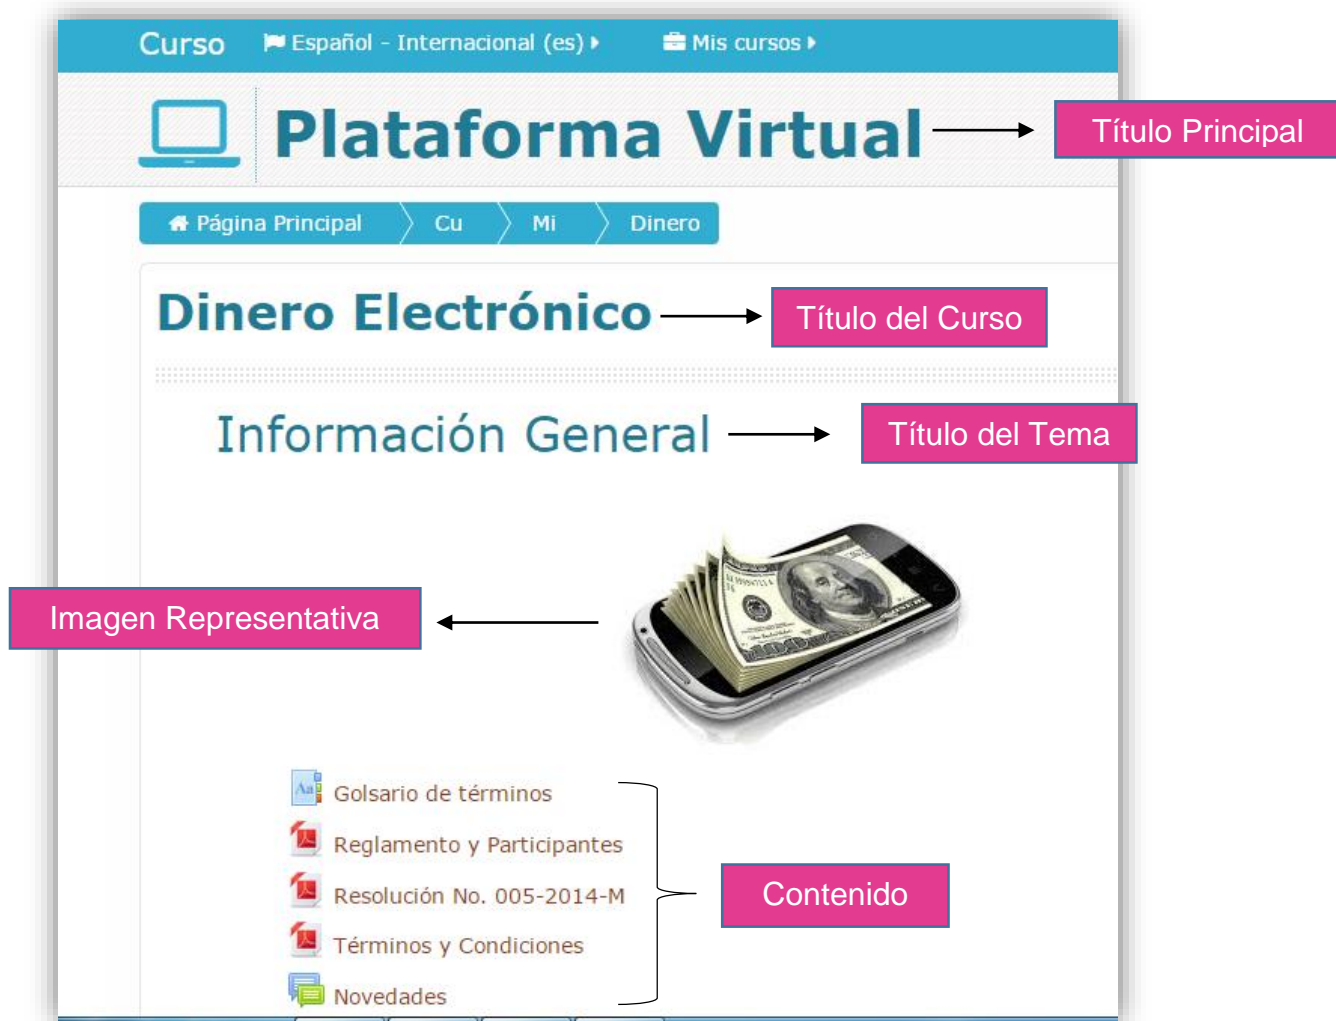 Curso Español - Internacional (es) Mis cursos
Plataforma Virtual
Título Principal
Página Principal Cu Mi Dinero
Dinero Electrónico
Título del Curso
Información General
Título del Tema
Imagen Representativa
100
Golsario de términos
Reglamento y Participantes
Resolución No. 005-2014-M
Términos y Condiciones
Novedades
Contenido